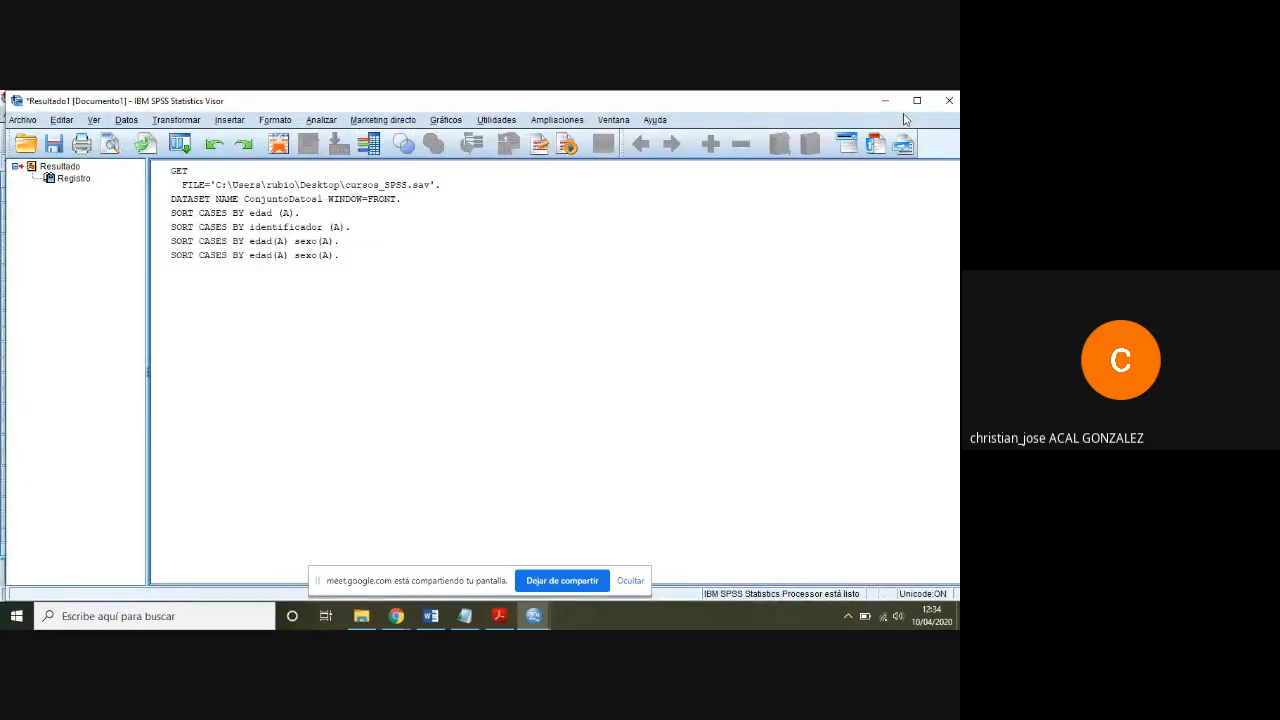 *Resultado1 [Documento1] - IBM SPSS Statistics Visor
Archivo Editar Ver Datos Transformar Insertar Formato Analizar Marketing directo Gráficos Utilidades Ampliaciones Ventana Ayuda
Resultado
Registro
GET
FILE='C:\Users\rubio\Desktop\cursos_SPSS.sav'.
DATASET NAME ConjuntoDatos1 WINDOW=FRONT.
SORT CASES BY edad (A).
SORT CASES BY identificador (A).
SORT CASES BY edad(A) sexo(A).
SORT CASES BY edad(A) sexo(A).
C
christian_jose ACAL GONZALEZ
meet.google.com está compartiendo tu pantalla. Dejar de compartir Ocultar
IBM SPSS Statistics Processor está listo Unicode:ON
Escribe aquí para buscar
12:34
10/04/2020